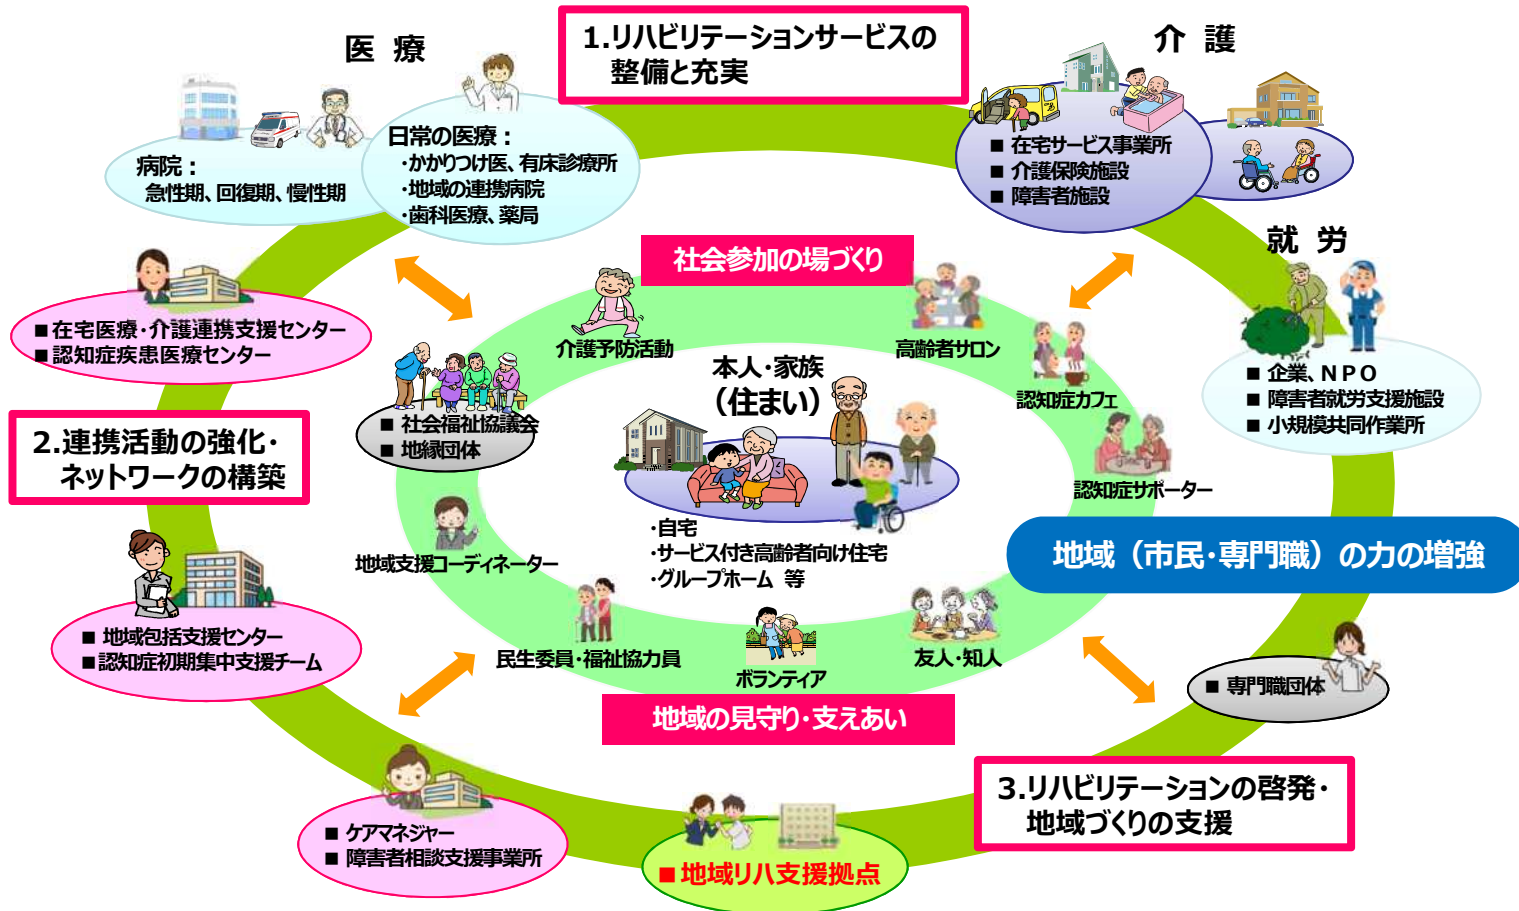 医 療
1.リハビリテーションサービスの
整備と充実
介 護
病院：
急性期、回復期、慢性期
日常の医療：
・かかりつけ医、有床診療所
・地域の連携病院
・歯科医療、薬局
■ 在宅サービス事業所
■ 介護保険施設
■ 障害者施設
就 労
■ 企業、ＮＰＯ
■ 障害者就労支援施設
■ 小規模共同作業所
■ 在宅医療・介護連携支援センター
■ 認知症疾患医療センター
社会参加の場づくり
介護予防活動
高齢者サロン
認知症カフェ
認知症サポーター
■ 社会福祉協議会
■ 地縁団体
本人・家族
（住まい）
・自宅
・サービス付き高齢者向け住宅
・グループホーム 等
2.連携活動の強化・
ネットワークの構築
地域支援コーディネーター
地域（市民・専門職）の力の増強
■ 地域包括支援センター
■ 認知症初期集中支援チーム
民生委員・福祉協力員
ボランティア
友人・知人
地域の見守り・支えあい
■ 専門職団体
3.リハビリテーションの啓発・
地域づくりの支援
■ ケアマネジャー
■ 障害者相談支援事業所
■ 地域リハ支援拠点